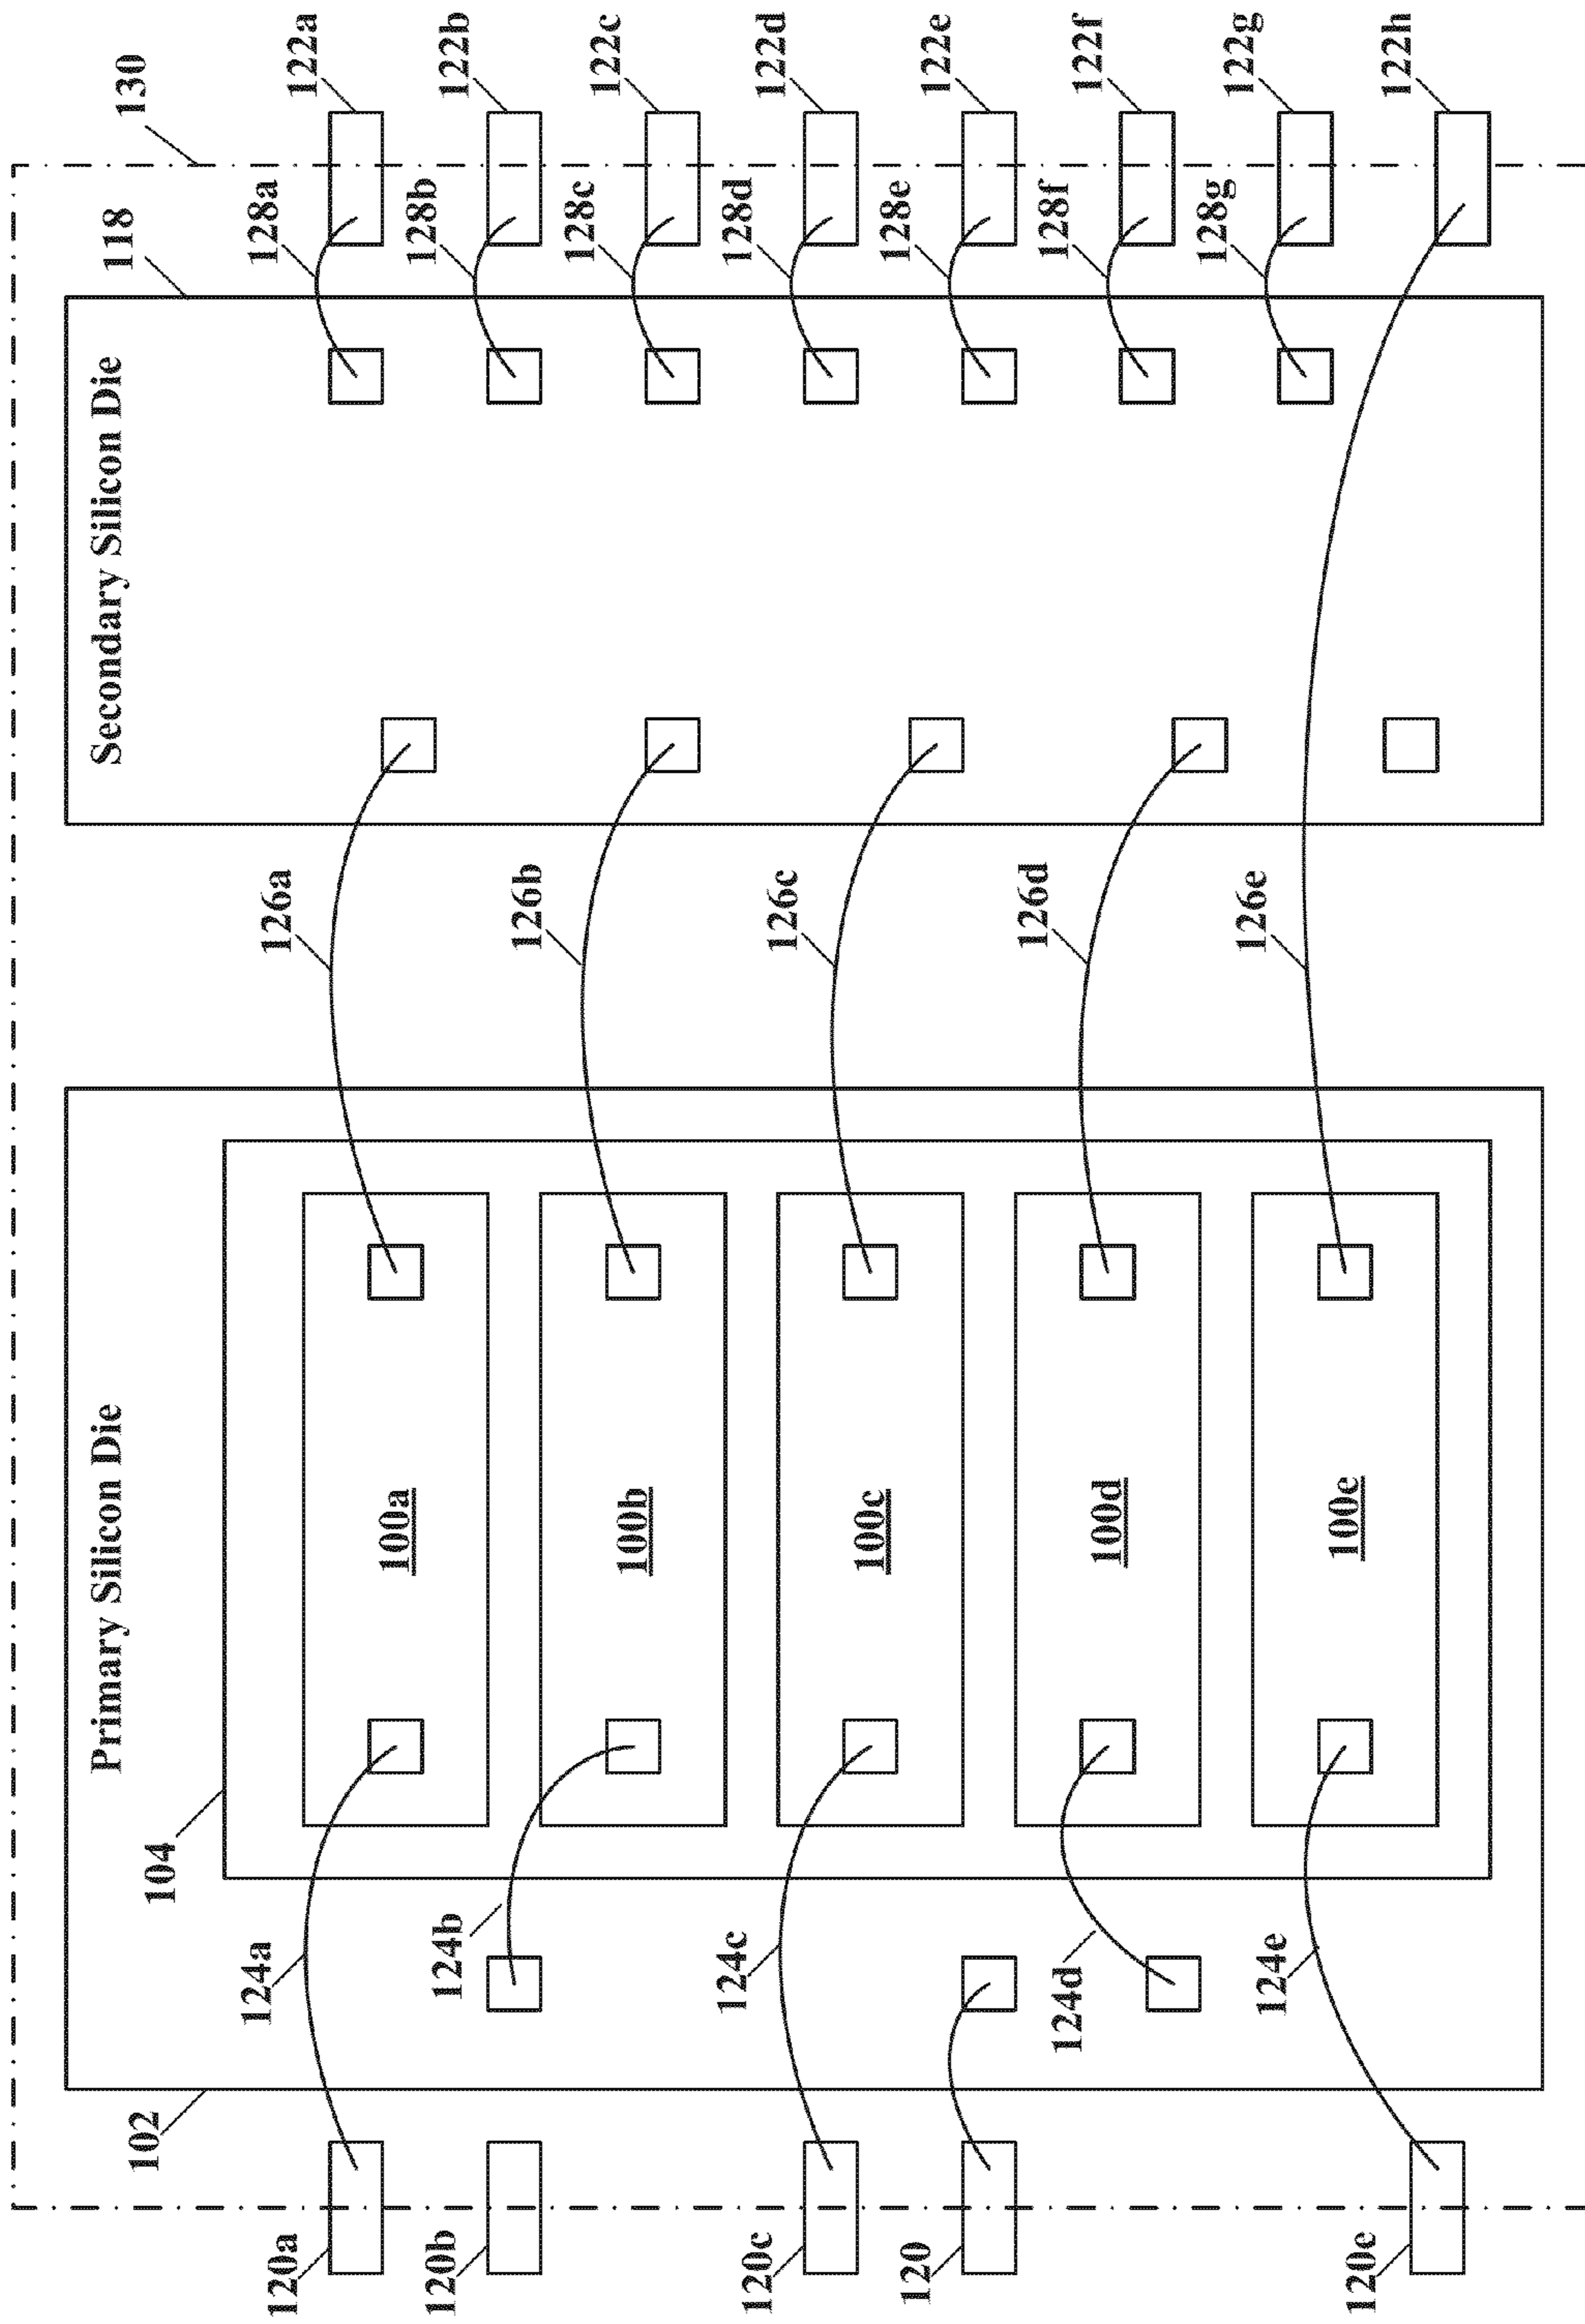 Primary Silicon Die
Secondary Silicon Die
102
104
118
130
120a
124a
100a
126a
128a
122a
120b
124b
100b
126b
128b
122b
128c
122c
120c
124c
100c
126c
128d
122d
120
128e
122e
124d
100d
126d
128f
122f
120e
124e
100e
126e
128g
122g
122h